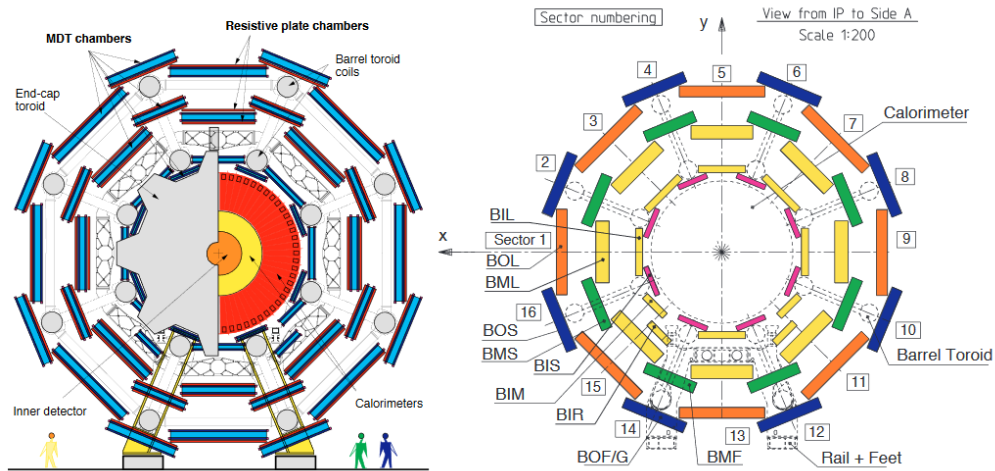 Resistive plate chambers
MDT chambers
Barrel toroid
coils
End-cap
toroid
Inner detector
Calorimeters
Sector numbering
y
View from IP to Side A
Scale 1:200
4
5
6
3
7
Calorimeter
2
8
BIL
x
Sector 1
9
BOL
BML
16
10
BOS
BMS
Barrel Toroid
BIS
BIM
15
11
BIR
14
13
12
BOF/G
BMF
Rail + Feet